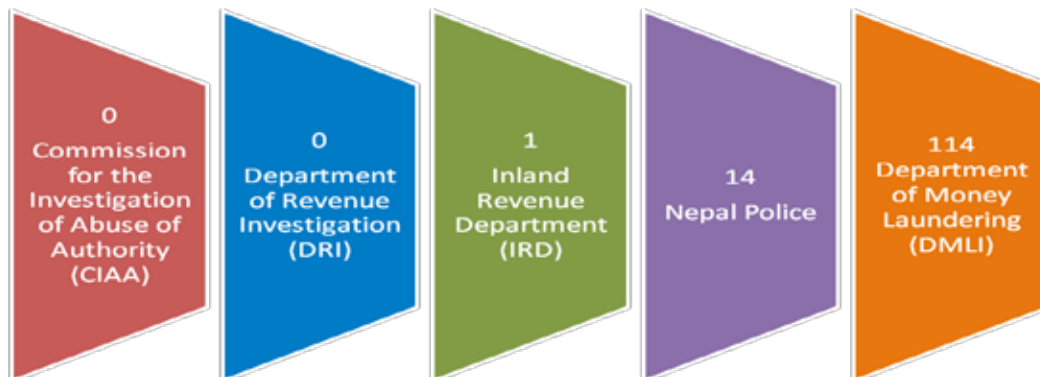 0
Commission
for the
Investigation
of Abuse of
Authority
(CIAA)
0
Department
of Revenue
Investigation
(DRI)
1
Inland
Revenue
Department
(IRD)
14
Nepal Police
114
Department
of Money
Laundering
(DMLI)